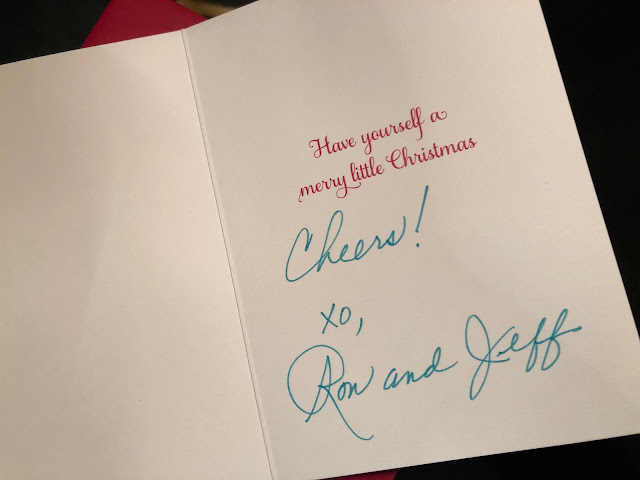 Have yourself a
merry little Christmas
Cheers!
xo,
Ron and Jeff